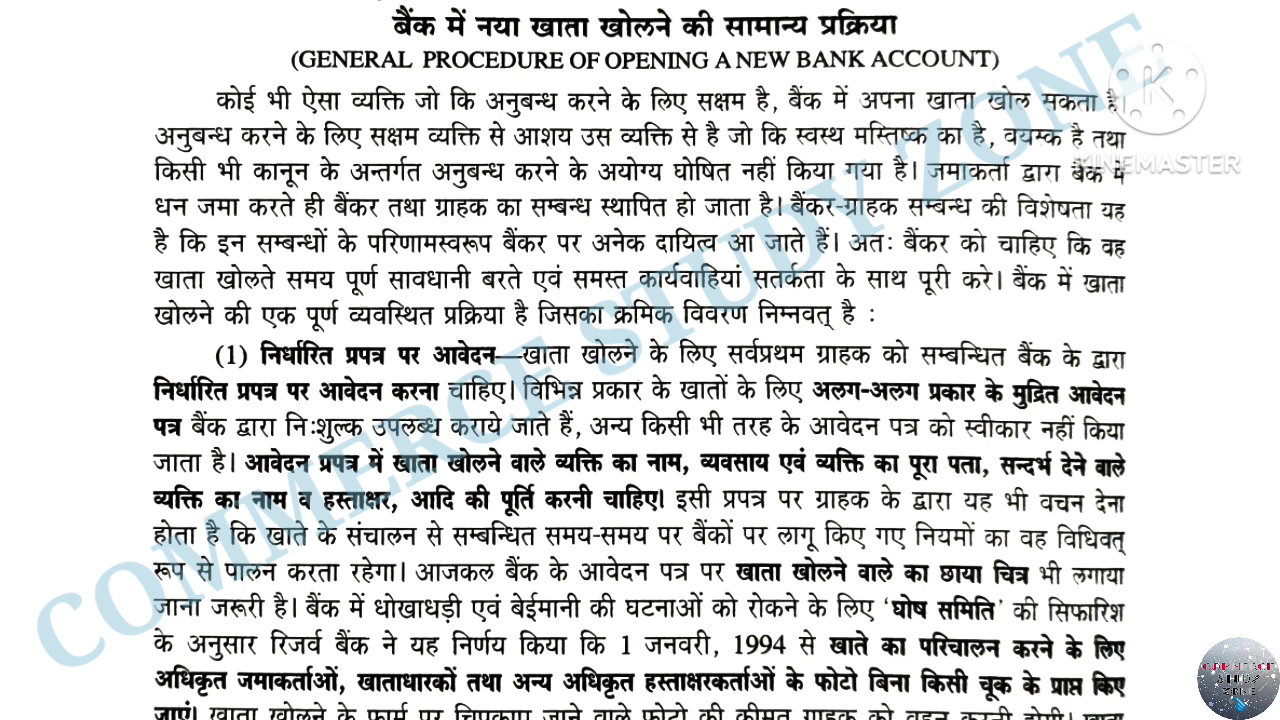 बैंक में नया खाता खोलने की सामान्य प्रक्रिया
(GENERAL PROCEDURE OF OPENING A NEW BANK ACCOUNT)
कोई भी ऐसा व्यक्ति जो कि अनुबन्ध करने के लिए सक्षम है, बैंक में अपना खाता खोल सकता है।
अनुबन्ध करने के लिए सक्षम व्यक्ति से आशय उस व्यक्ति से है जो कि स्वस्थ मस्तिष्क का है, वयस्क है तथा
किसी भी कानून के अन्तर्गत अनुबन्ध करने के अयोग्य घोषित नहीं किया गया है। जमाकर्ता द्वारा बैंक में
धन जमा करते ही बैंकर तथा ग्राहक का सम्बन्ध स्थापित हो जाता है। बैंकर-ग्राहक सम्बन्ध की विशेषता यह
है कि इन सम्बन्धों के परिणामस्वरूप बैंकर पर अनेक दायित्व आ जाते हैं। अतः बैंकर को चाहिए कि वह
खाता खोलते समय पूर्ण सावधानी बरते एवं समस्त कार्यवाहियां सतर्कता के साथ पूरी करे। बैंक में खाता
खोलने की एक पूर्ण व्यवस्थित प्रक्रिया है जिसका क्रमिक विवरण निम्नवत् है :
(1) निर्धारित प्रपत्र पर आवेदन—खाता खोलने के लिए सर्वप्रथम ग्राहक को सम्बन्धित बैंक के द्वारा
निर्धारित प्रपत्र पर आवेदन करना चाहिए। विभिन्न प्रकार के खातों के लिए अलग-अलग प्रकार के मुद्रित आवेदन
पत्र बैंक द्वारा निःशुल्क उपलब्ध कराये जाते हैं, अन्य किसी भी तरह के आवेदन पत्र को स्वीकार नहीं किया
जाता है। आवेदन प्रपत्र में खाता खोलने वाले व्यक्ति का नाम, व्यवसाय एवं व्यक्ति का पूरा पता, सन्दर्भ देने वाले
व्यक्ति का नाम व हस्ताक्षर, आदि की पूर्ति करनी चाहिए। इसी प्रपत्र पर ग्राहक के द्वारा यह भी वचन देना
होता है कि खाते के संचालन से सम्बन्धित समय-समय पर बैंकों पर लागू किए गए नियमों का वह विधिवत्
रूप से पालन करता रहेगा। आजकल बैंक के आवेदन पत्र पर खाता खोलने वाले का छाया चित्र भी लगाया
जाना जरूरी है। बैंक में धोखाधड़ी एवं बेईमानी की घटनाओं को रोकने के लिए ‘घोष समिति’ की सिफारिश
के अनुसार रिजर्व बैंक ने यह निर्णय किया कि 1 जनवरी, 1994 से खाते का परिचालन करने के लिए
अधिकृत जमाकर्ताओं, खाताधारकों तथा अन्य अधिकृत हस्ताक्षरकर्ताओं के फोटो बिना किसी चूक के प्राप्त किए
जाएं। खाता खोलने के फार्म पर चिपकाए जाने वाले फोटो की कीमत ग्राहक को वहन करनी होगी। खाता
COMMERCE STUDY ZONE
KINEMASTER
COMMERCE
STUDY
ZONE